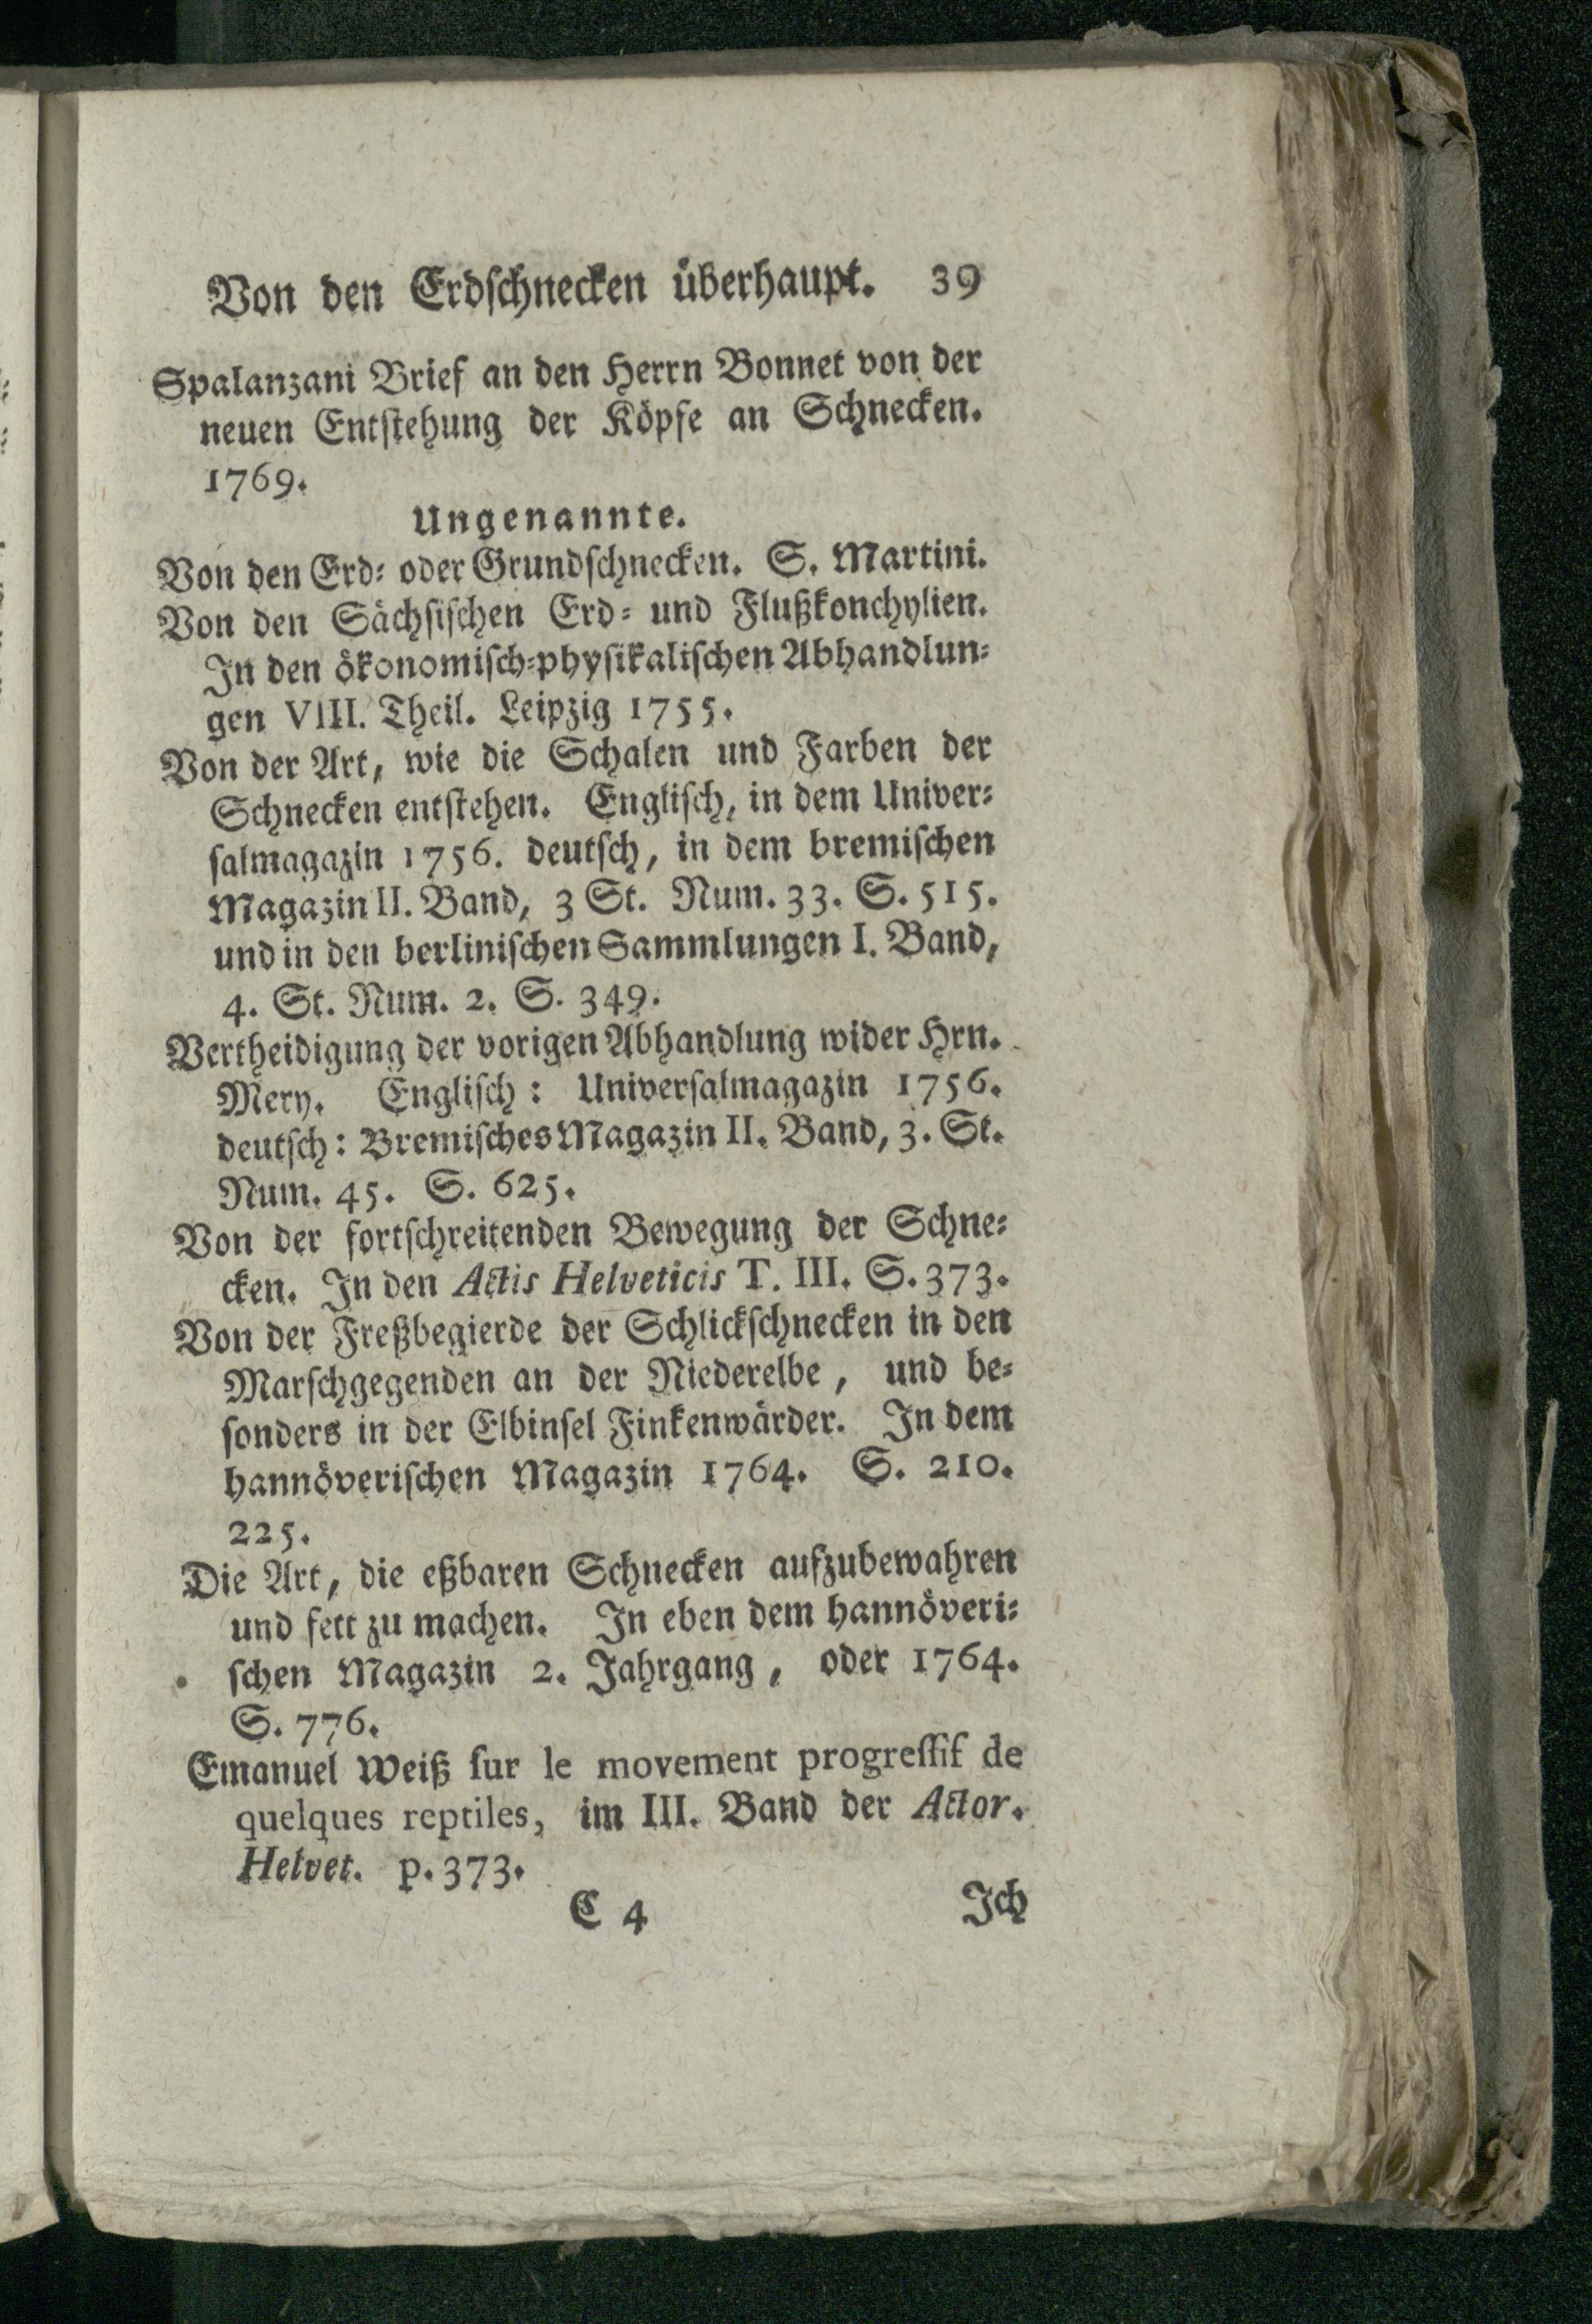 Von den Erdſchnecken überhaupt. 39
Spalanzani Brief an den Herrn Bonnet von der
neuen Entſtehung der Köpfe an Schnecken.
1769.
Ungenannte.
Von den Erd⸗ oder Grundſchnecken. S. Martini.
Von den Sächſiſchen Erd⸗ und Flußkonchylien.
In den ökonomiſch⸗phyſikaliſchen Abhandlun⸗
gen VIII. Theil. Leipzig 1755.
Von der Art, wie die Schalen und Farben der
Schnecken entſtehen. Engliſch, in dem Univer⸗
ſalmagazin 1756. deutſch, in dem bremiſchen
Magazin II. Band, 3 St. Num. 33. S. 515.
und in den berliniſchen Sammlungen I. Band,
4. St. Num. 2. S. 349.
Vertheidigung der vorigen Abhandlung wider Hrn.
Mery. Engliſch: Univerſalmagazin 1756.
deutſch: Bremiſches Magazin II. Band, 3. St.
Num. 45. S. 625.
Von der fortſchreitenden Bewegung der Schne⸗
cken. In den Actis Helveticis T. III. S. 373.
Von der Freßbegierde der Schlickſchnecken in den
Marſchgegenden an der Niederelbe, und be⸗
ſonders in der Elbinſel Finkenwärder. In dem
hannöveriſchen Magazin 1764. S. 210.
225.
Die Art, die eßbaren Schnecken aufzubewahren
und fett zu machen. In eben dem hannöveri⸗
ſchen Magazin 2. Jahrgang, oder 1764.
S. 776.
Emanuel Weiß ſur le movement progreſſif de
quelques reptiles, im III. Band der Actor.
Helvet. p. 373.
C 4 Ich